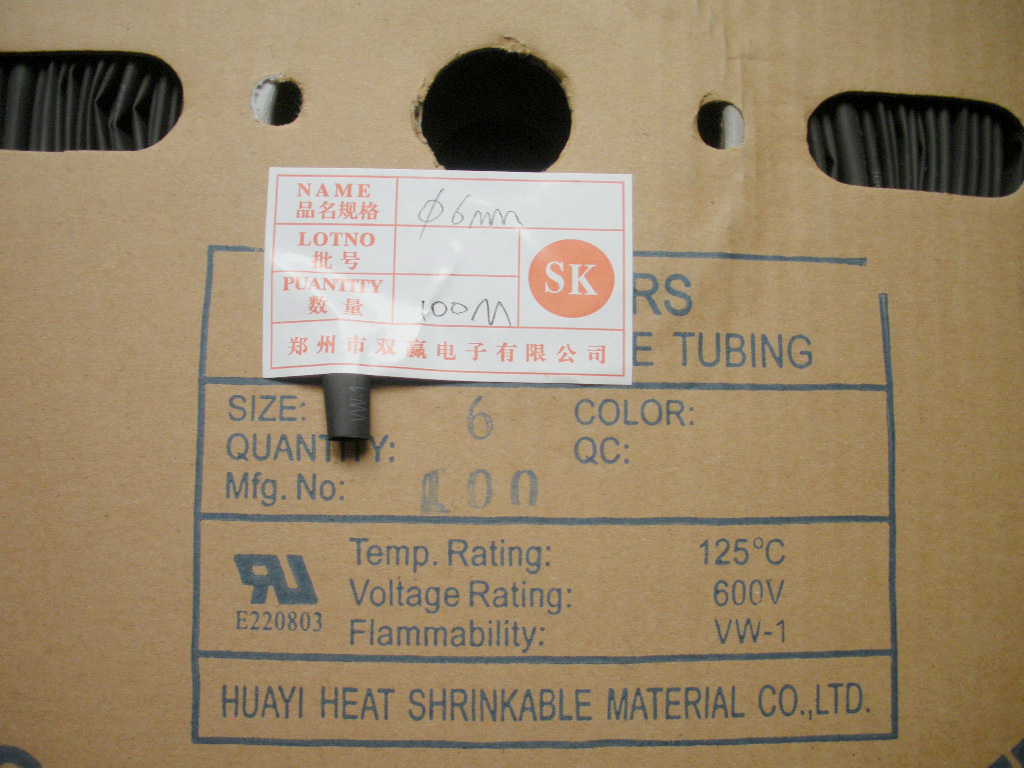 NAME
品名规格
φ6mm
LOTNO
批号
PUANTITY
数量
100M
SK
郑州市双赢电子有限公司
RS
E TUBING
VW-1
SIZE: 6 COLOR:
QUANT Y: QC:
Mfg. No: 100
Temp. Rating: 125°C
Voltage Rating: 600V
Flammability: VW-1
E220803
HUAYI HEAT SHRINKABLE MATERIAL CO.,LTD.